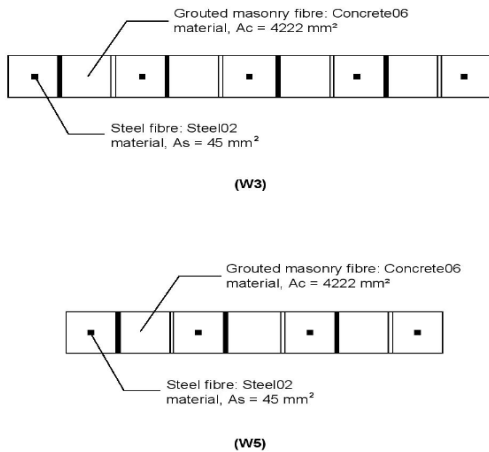 Grouted masonry fibre: Concrete06
material, Ac = 4222 mm²
Steel fibre: Steel02
material, As = 45 mm²
(W3)
Grouted masonry fibre: Concrete06
material, Ac = 4222 mm²
Steel fibre: Steel02
material, As = 45 mm²
(W5)